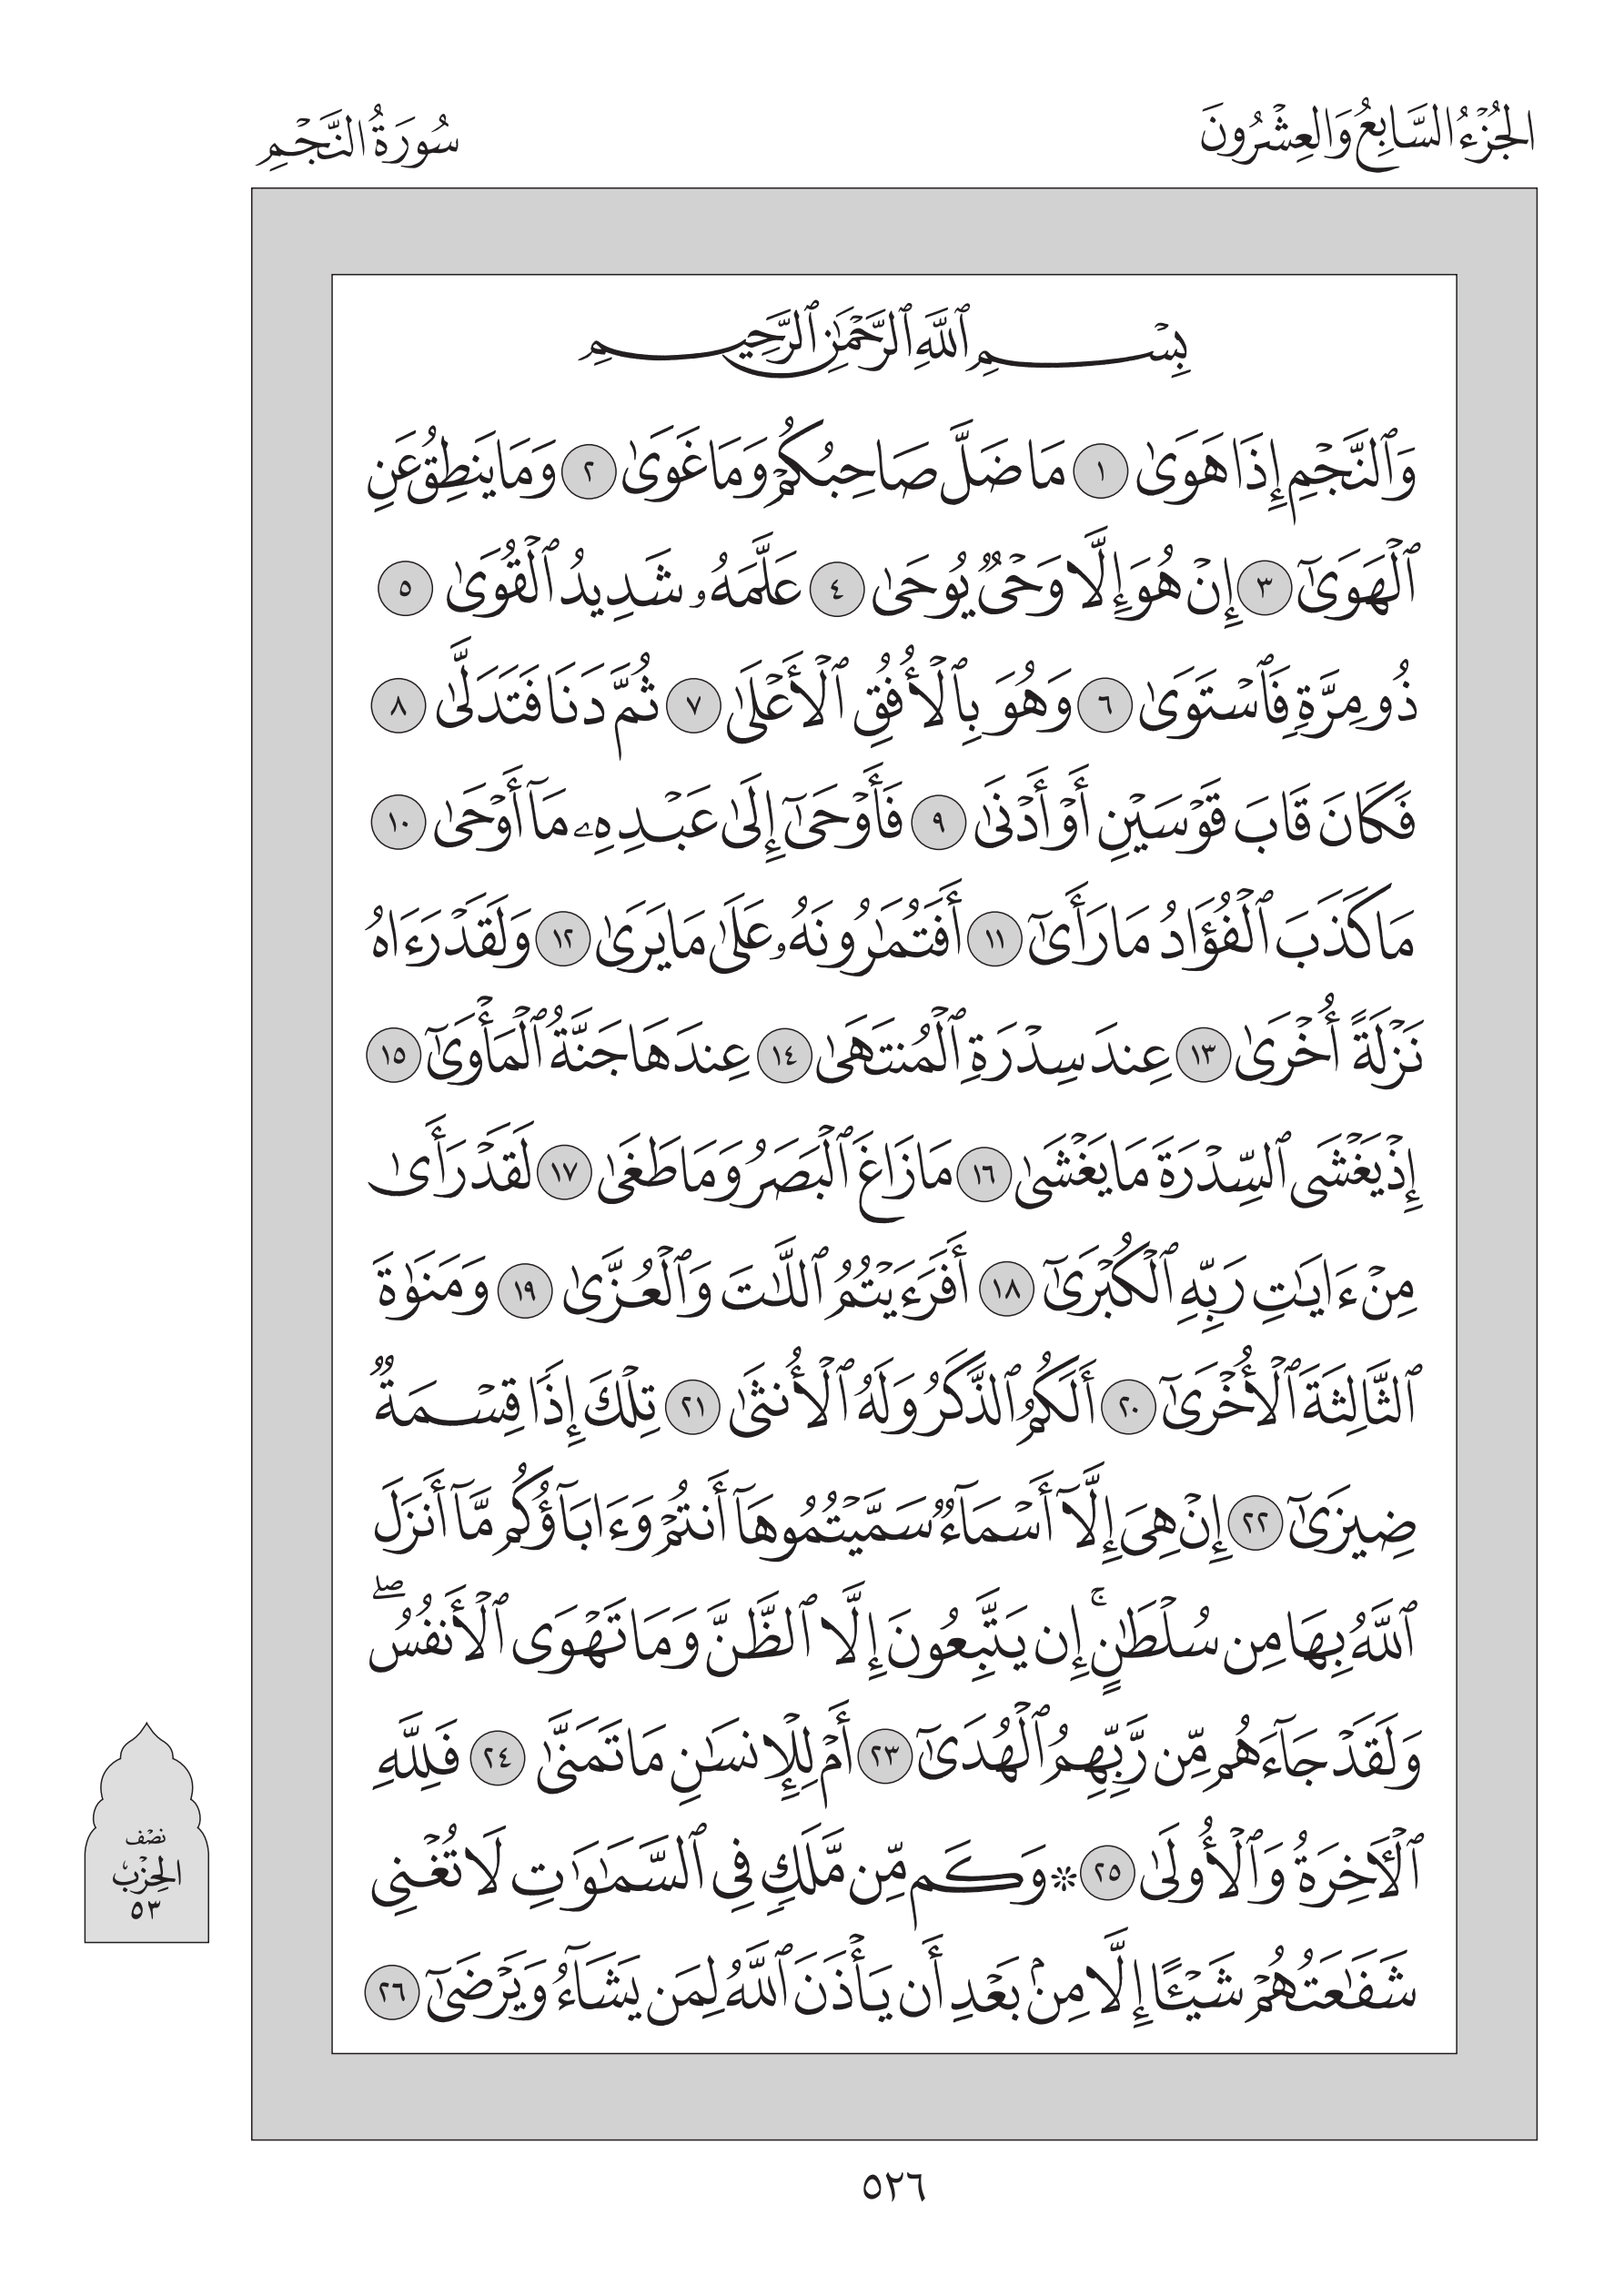 الجُزْءُ السَّابِعُ وَالعِشْرُونَ
سُورَةُ النَّجْمِ
بِسْمِ ٱللَّهِ ٱلرَّحْمَٰنِ ٱلرَّحِيمِ
وَٱلنَّجْمِ إِذَا هَوَىٰ ١ مَا ضَلَّ صَاحِبُكُمْ وَمَا غَوَىٰ ٢ وَمَا يَنطِقُ عَنِ
ٱلْهَوَىٰٓ ٣ إِنْ هُوَ إِلَّا وَحْىٌ يُوحَىٰ ٤ عَلَّمَهُۥ شَدِيدُ ٱلْقُوَىٰ ٥
ذُو مِرَّةٍ فَٱسْتَوَىٰ ٦ وَهُوَ بِٱلْأُفُقِ ٱلْأَعْلَىٰ ٧ ثُمَّ دَنَا فَتَدَلَّىٰ ٨
فَكَانَ قَابَ قَوْسَيْنِ أَوْ أَدْنَىٰ ٩ فَأَوْحَىٰٓ إِلَىٰ عَبْدِهِۦ مَآ أَوْحَىٰ ١٠
مَا كَذَبَ ٱلْفُؤَادُ مَا رَأَىٰٓ ١١ أَفَتُمَٰرُونَهُۥ عَلَىٰ مَا يَرَىٰ ١٢ وَلَقَدْ رَءَاهُ
نَزْلَةً أُخْرَىٰ ١٣ عِندَ سِدْرَةِ ٱلْمُنتَهَىٰ ١٤ عِندَهَا جَنَّةُ ٱلْمَأْوَىٰٓ ١٥
إِذْ يَغْشَى ٱلسِّدْرَةَ مَا يَغْشَىٰ ١٦ مَا زَاغَ ٱلْبَصَرُ وَمَا طَغَىٰ ١٧ لَقَدْ رَأَىٰ
مِنْ ءَايَٰتِ رَبِّهِ ٱلْكُبْرَىٰٓ ١٨ أَفَرَءَيْتُمُ ٱللَّٰتَ وَٱلْعُزَّىٰ ١٩ وَمَنَوٰةَ
ٱلثَّالِثَةَ ٱلْأُخْرَىٰٓ ٢٠ أَلَكُمُ ٱلذَّكَرُ وَلَهُ ٱلْأُنثَىٰ ٢١ تِلْكَ إِذًا قِسْمَةٌ
ضِيزَىٰٓ ٢٢ إِنْ هِىَ إِلَّآ أَسْمَآءٌ سَمَّيْتُمُوهَآ أَنتُمْ وَءَابَآؤُكُم مَّآ أَنزَلَ
ٱللَّهُ بِهَا مِن سُلْطَٰنٍ ۚ إِن يَتَّبِعُونَ إِلَّا ٱلظَّنَّ وَمَا تَهْوَى ٱلْأَنفُسُ ۖ
وَلَقَدْ جَآءَهُم مِّن رَّبِّهِمُ ٱلْهُدَىٰٓ ٢٣ أَمْ لِلْإِنسَٰنِ مَا تَمَنَّىٰ ٢٤ فَلِلَّهِ
ٱلْءَاخِرَةُ وَٱلْأُولَىٰ ٢٥ ۞ وَكَم مِّن مَّلَكٍ فِى ٱلسَّمَٰوَٰتِ لَا تُغْنِى
شَفَٰعَتُهُمْ شَيْـًٔا إِلَّا مِنۢ بَعْدِ أَن يَأْذَنَ ٱللَّهُ لِمَن يَشَآءُ وَيَرْضَىٰٓ ٢٦
نصف
الحزب
٥٣
٥٢٦